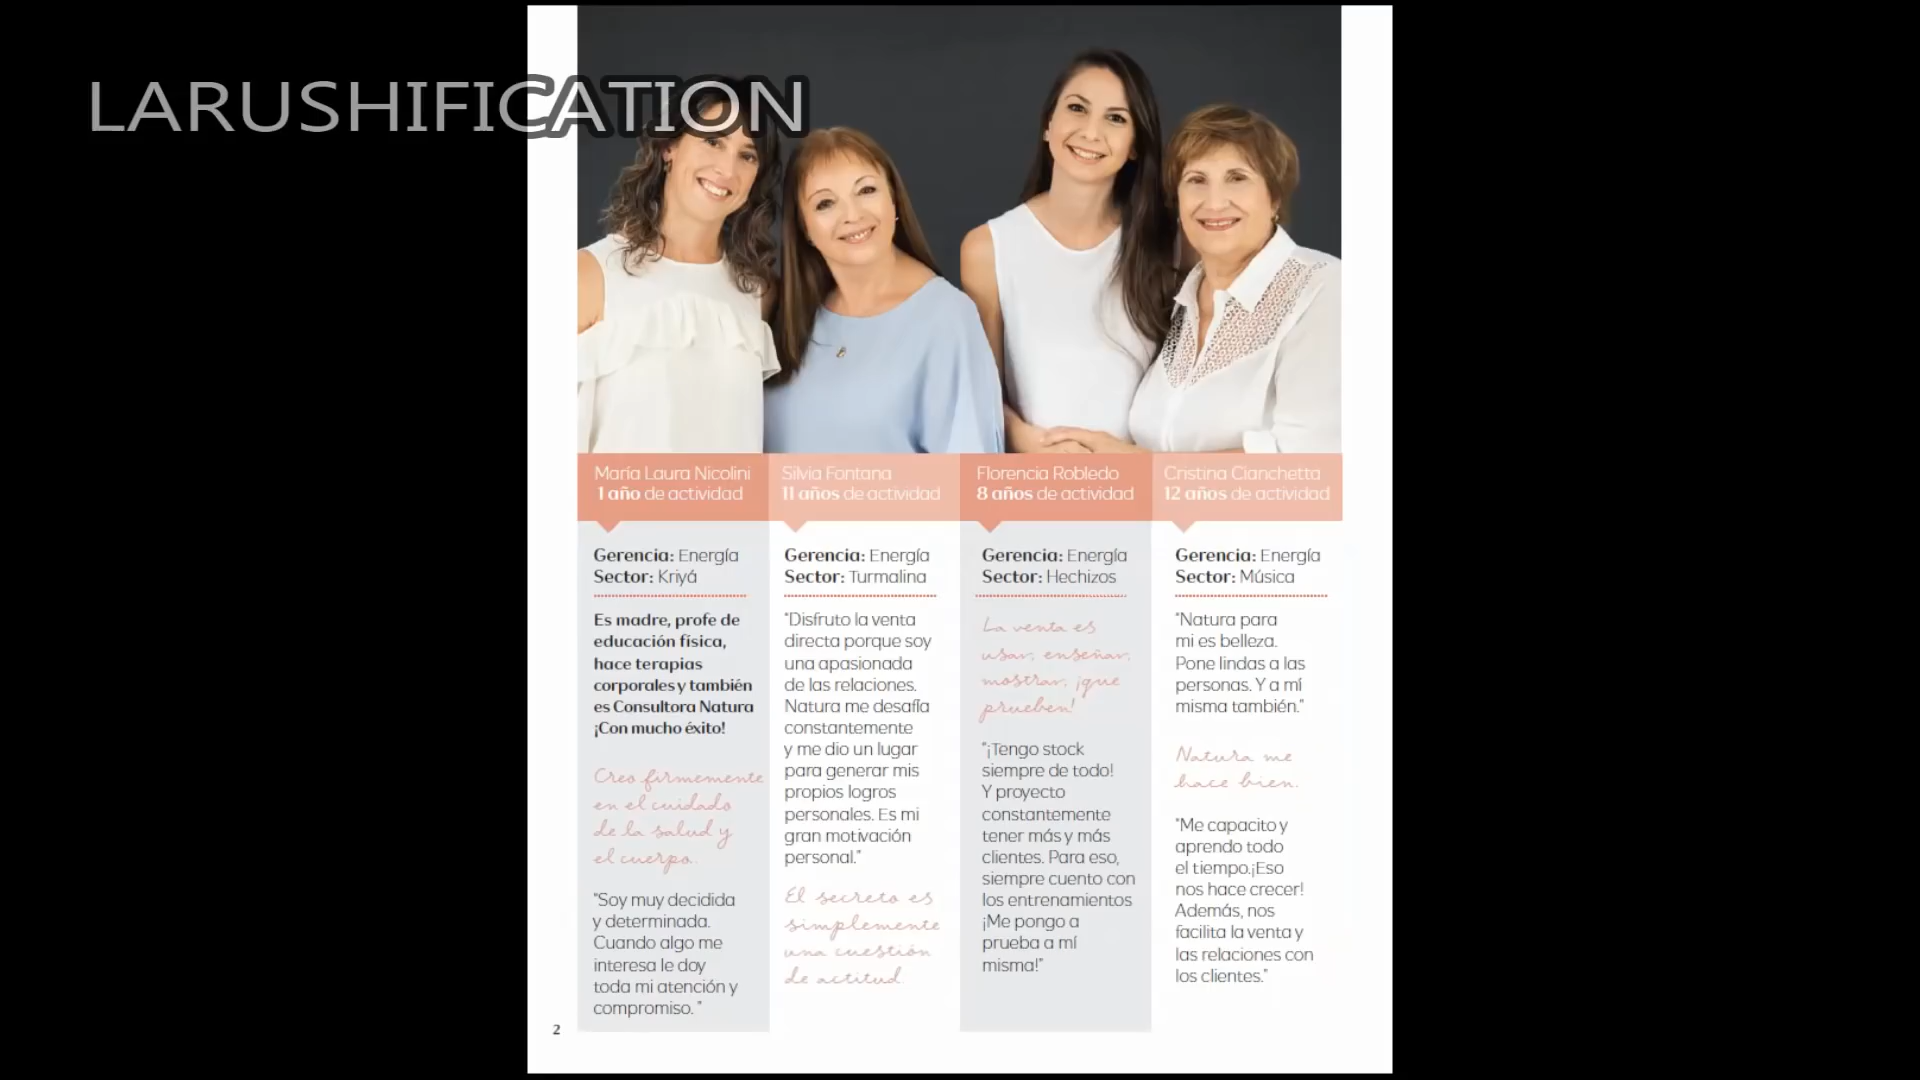 LARUSHIFICATION
María Laura Nicolini
1 año de actividad
Silvia Fontana
11 años de actividad
Florencia Robledo
8 años de actividad
Cristina Cianchetta
12 años de actividad
Gerencia: Energía
Sector: Kriyá
Es madre, profe de
educación física,
hace terapias
corporales y también
es Consultora Natura
¡Con mucho éxito!
Creo firmemente
en el cuidado
de la salud y
el cuerpo.
"Soy muy decidida
y determinada.
Cuando algo me
interesa le doy
toda mi atención y
compromiso. "
Gerencia: Energía
Sector: Turmalina
"Disfruto la venta
directa porque soy
una apasionada
de las relaciones.
Natura me desafía
constantemente
y me dio un lugar
para generar mis
propios logros
personales. Es mi
gran motivación
personal."
El secreto es
simplemente
una cuestión
de actitud.
Gerencia: Energía
Sector: Hechizos
La venta es
usar, enseñar,
mostrar, ¡que
prueben!
"¡Tengo stock
siempre de todo!
Y proyecto
constantemente
tener más y más
clientes. Para eso,
siempre cuento con
los entrenamientos
¡Me pongo a
prueba a mí
misma!"
Gerencia: Energía
Sector: Música
"Natura para
mi es belleza.
Pone lindas a las
personas. Y a mí
misma también."
Natura me
hace bien.
"Me capacito y
aprendo todo
el tiempo.¡Eso
nos hace crecer!
Además, nos
facilita la venta y
las relaciones con
los clientes."
2